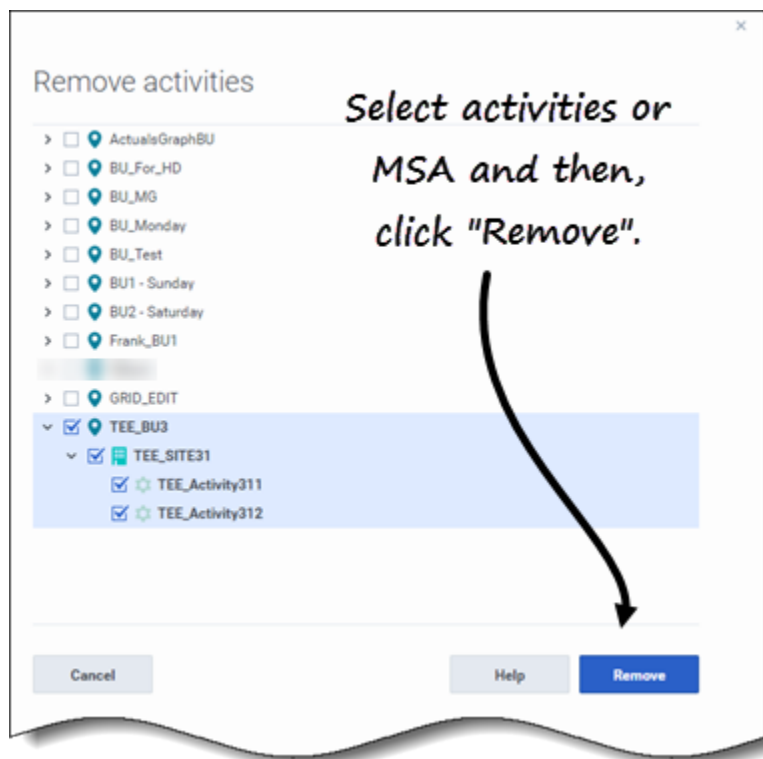 Remove activities
Select activities or
MSA and then,
click "Remove".
ActualsGraphBU
BU_For_HD
BU_MG
BU_Monday
BU_Test
BU1 - Sunday
BU2 - Saturday
Frank_BU1
GRID_EDIT
TEE_BU3
TEE_SITE31
TEE_Activity311
TEE_Activity312
Cancel
Help
Remove